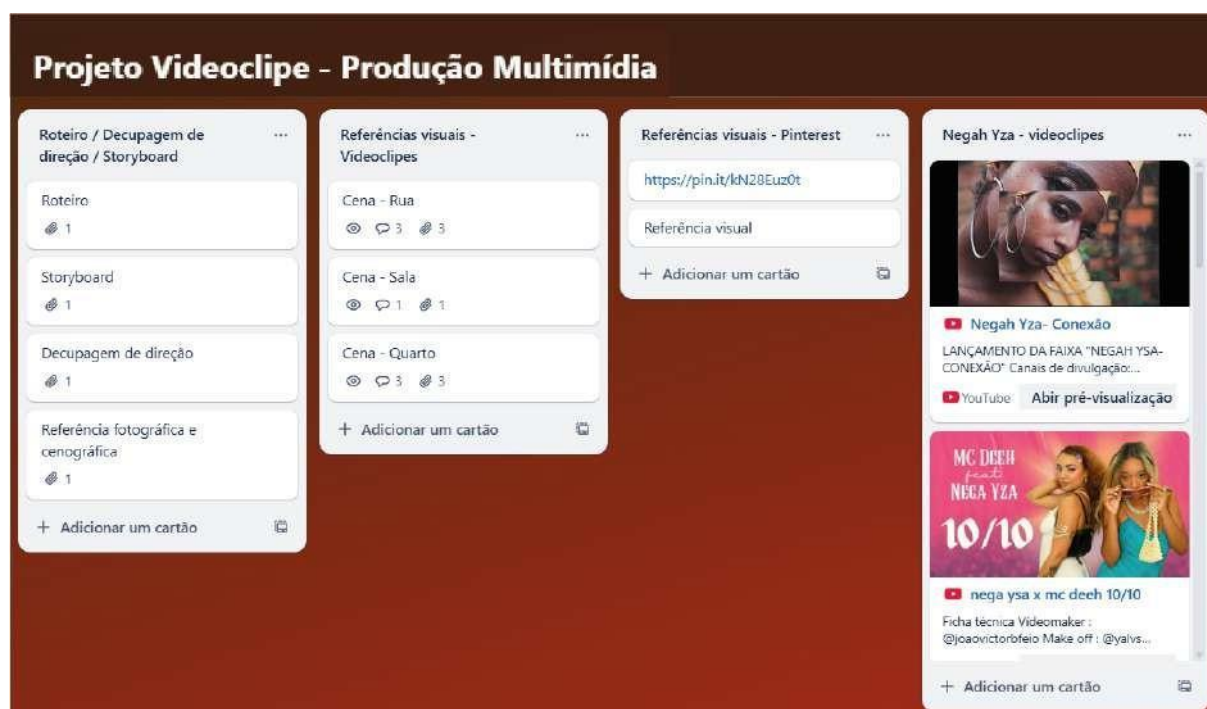 Projeto Videoclipe - Produção Multimídia
Roteiro / Decupagem de
direção / Storyboard
Roteiro
1
Storyboard
1
Decupagem de direção
1
Referência fotográfica e
cenográfica
1
+ Adicionar um cartão
Referências visuais -
Videoclipes
Cena - Rua
3 3
Cena - Sala
1 1
Cena - Quarto
3 3
+ Adicionar um cartão
Referências visuais - Pinterest
https://pin.it/kN28Euz0t
Referência visual
+ Adicionar um cartão
Negah Yza - videoclipes
Negah Yza- Conexão
LANÇAMENTO DA FAIXA "NEGAH YSA-
CONEXÃO" Canais de divulgação:...
YouTube Abrir pré-visualização
MC DEEH
feat
NEGA YZA
10/10
nega ysa x mc deeh 10/10
Ficha técnica Videomaker :
@joaovictorbfeio Make off : @yalvs...
+ Adicionar um cartão